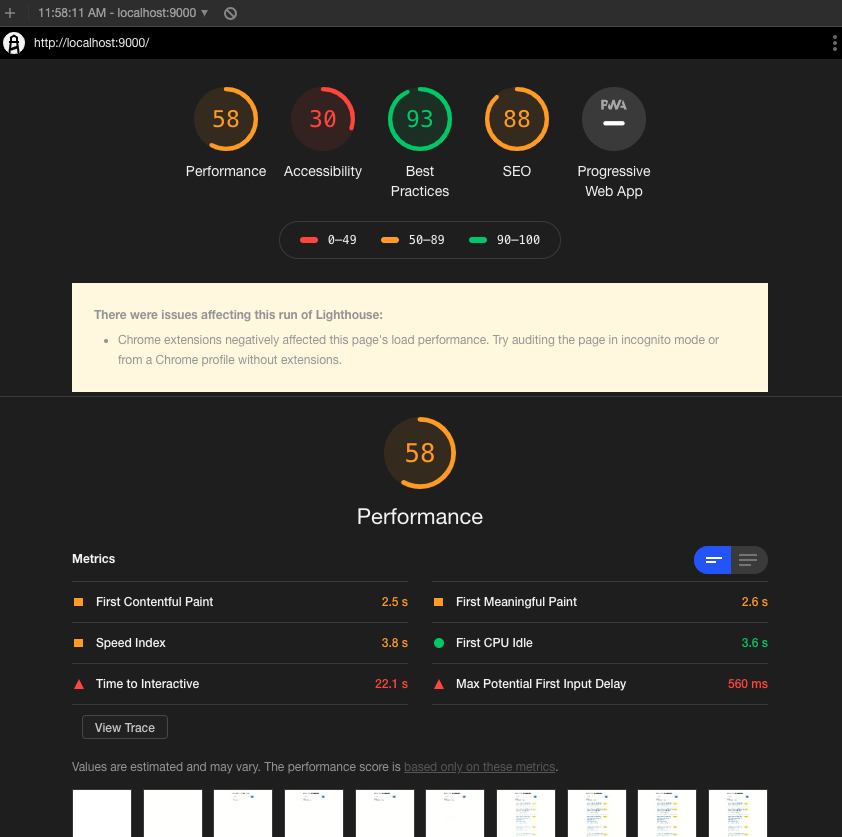 11:58:11 AM - localhost:9000
http://localhost:9000/
58 30 93 88 PWA
Performance Accessibility Best Practices SEO Progressive Web App
0–49 50–89 90–100
There were issues affecting this run of Lighthouse:
• Chrome extensions negatively affected this page's load performance. Try auditing the page in incognito mode or
from a Chrome profile without extensions.
58
Performance
Metrics
First Contentful Paint 2.5 s First Meaningful Paint 2.6 s
Speed Index 3.8 s First CPU Idle 3.6 s
Time to Interactive 22.1 s Max Potential First Input Delay 560 ms
View Trace
Values are estimated and may vary. The performance score is based only on these metrics.